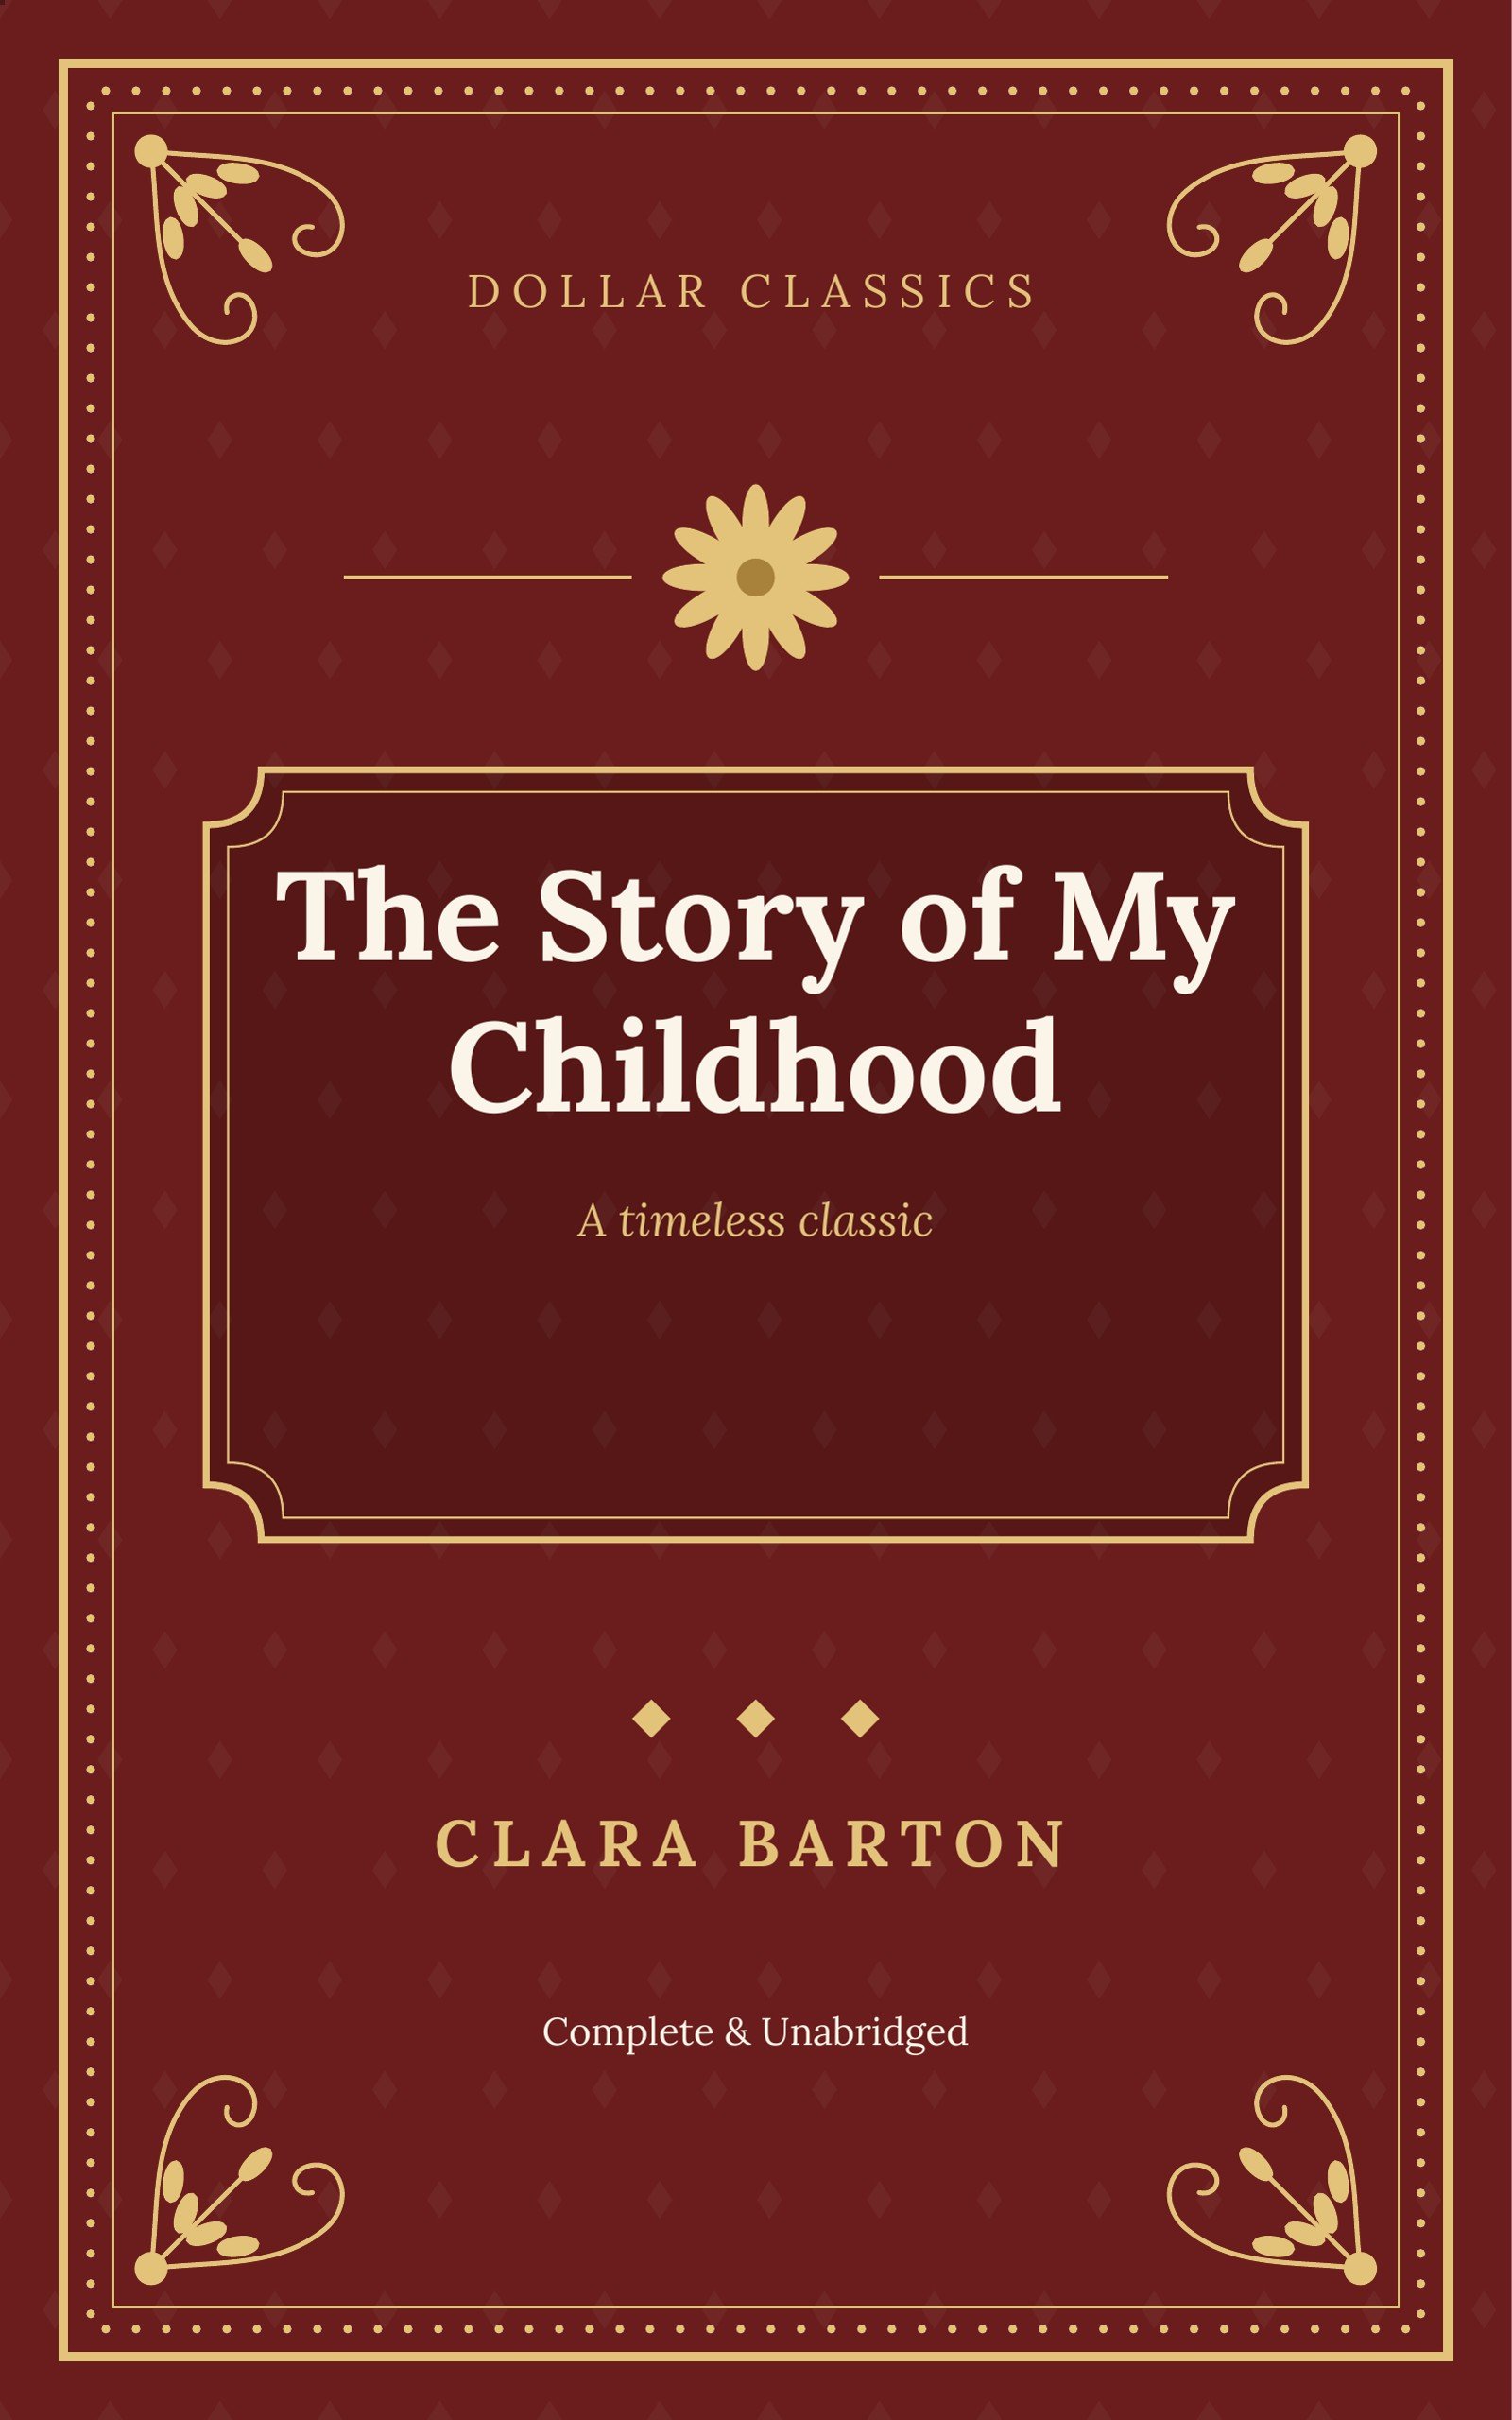 DOLLAR CLASSICS
The Story of My
Childhood
A timeless classic
CLARA BARTON
Complete & Unabridged